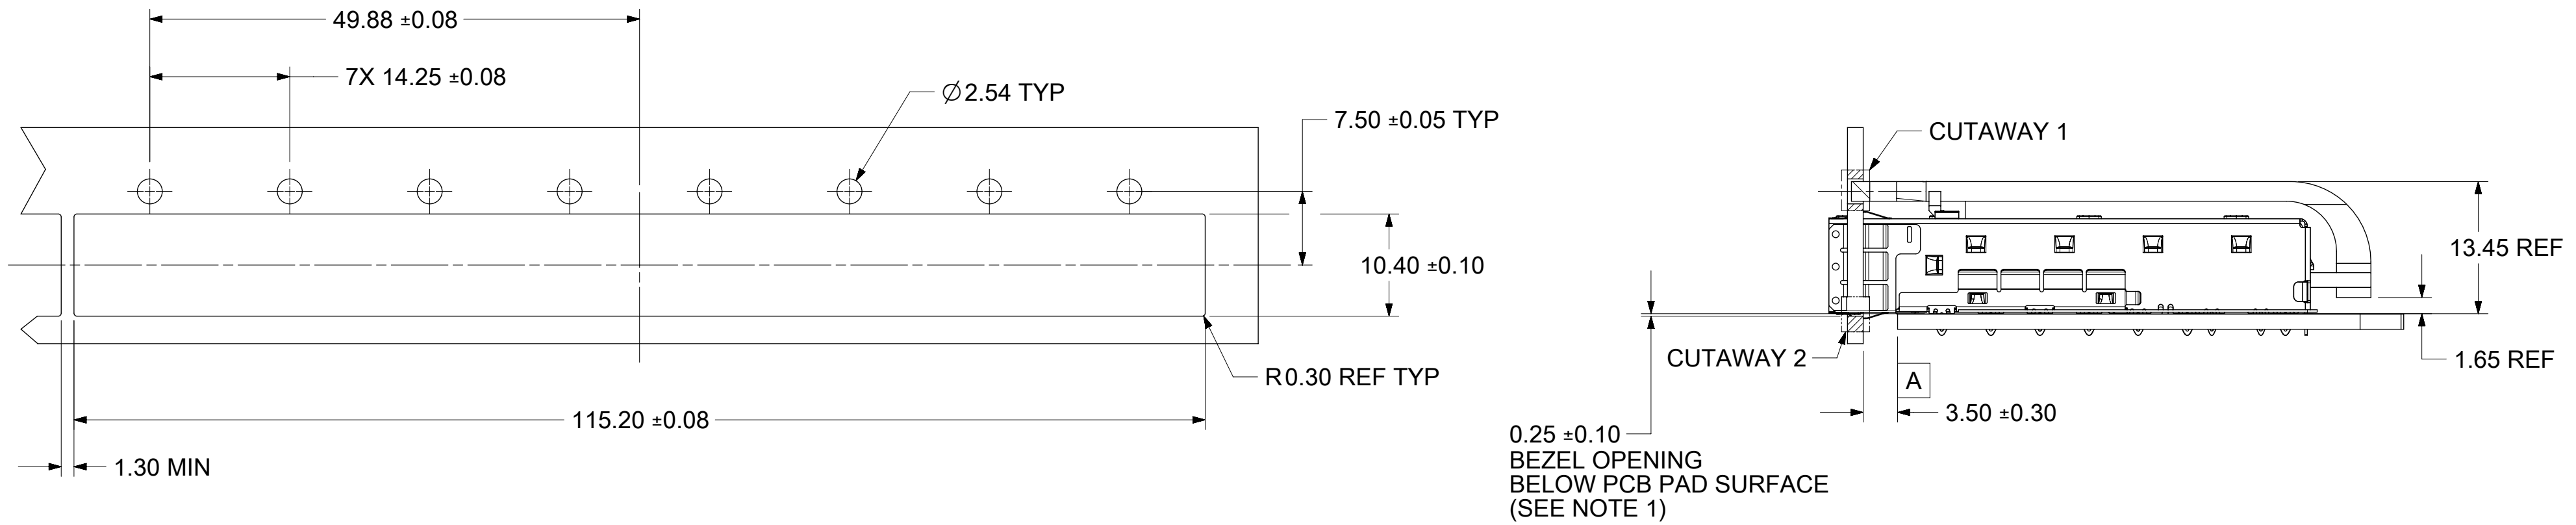 49.88 ±0.08
7X 14.25 ±0.08
Ø2.54 TYP
7.50 ±0.05 TYP
10.40 ±0.10
R0.30 REF TYP
115.20 ±0.08
1.30 MIN
CUTAWAY 1
13.45 REF
CUTAWAY 2
1.65 REF
A
3.50 ±0.30
0.25 ±0.10
BEZEL OPENING
BELOW PCB PAD SURFACE
(SEE NOTE 1)